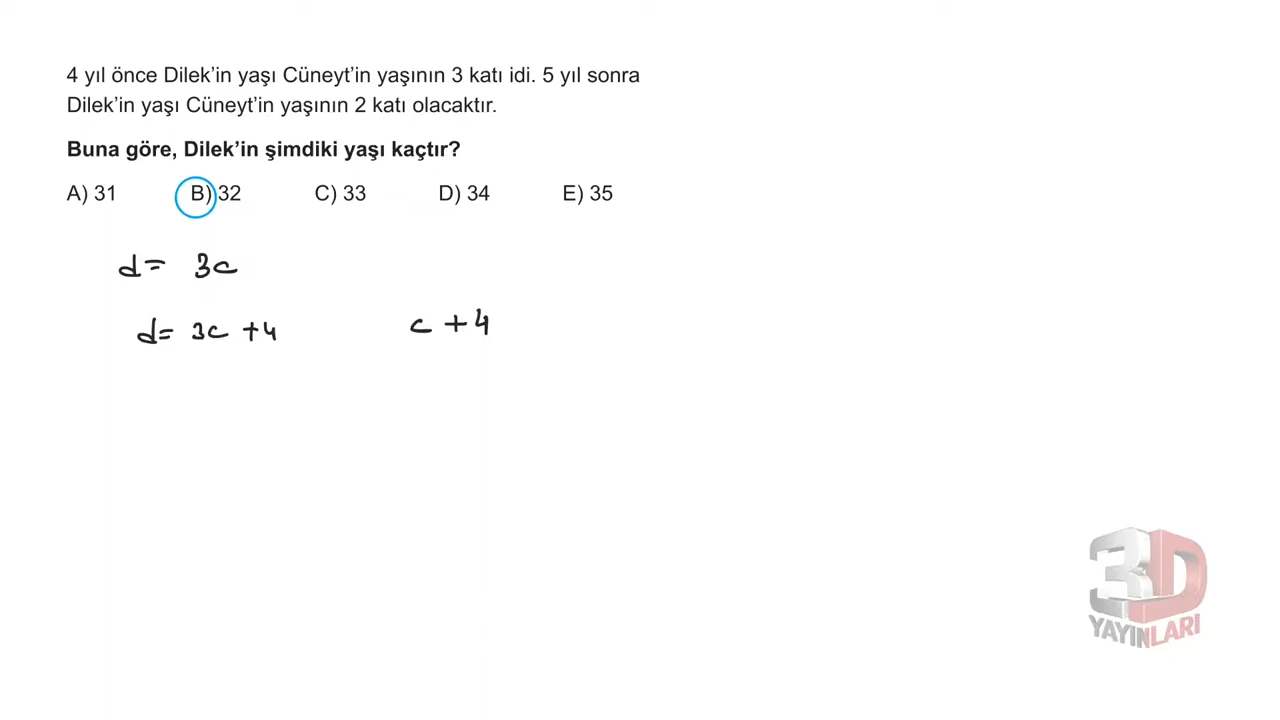 4 yıl önce Dilek’in yaşı Cüneyt’in yaşının 3 katı idi. 5 yıl sonra
Dilek’in yaşı Cüneyt’in yaşının 2 katı olacaktır.
Buna göre, Dilek’in şimdiki yaşı kaçtır?
A) 31 B) 32 C) 33 D) 34 E) 35
d = 3c
d = 3c + 4 c + 4
3D
YAYINLARI